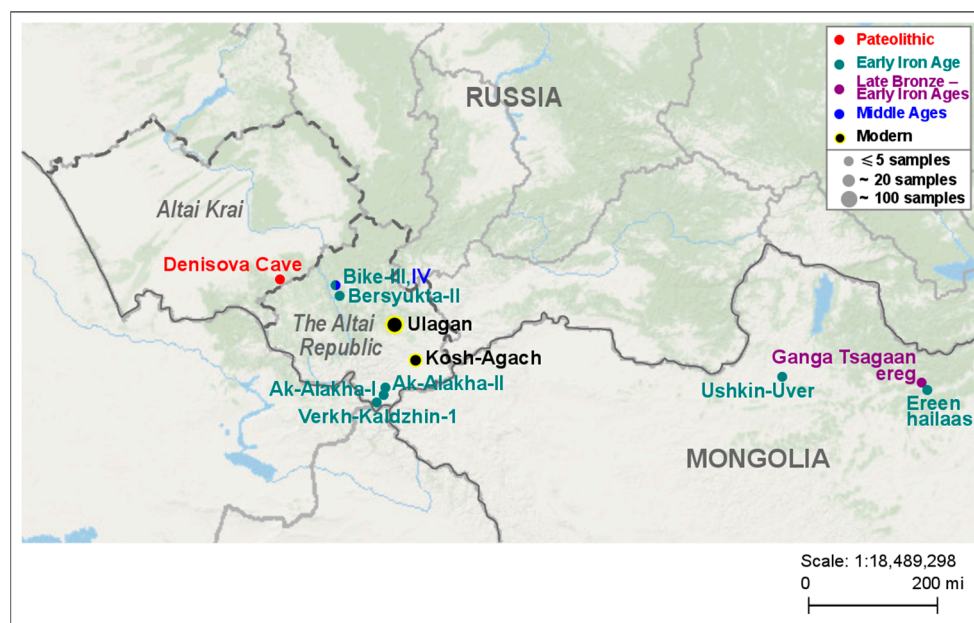 Pateolithic
Early Iron Age
Late Bronze –
Early Iron Ages
Middle Ages
Modern
⩽ 5 samples
~ 20 samples
~ 100 samples
RUSSIA
Altai Krai
Denisova Cave
Bike-III,IV
Bersyukta-II
The Altai
Republic
Ulagan
Kosh-Agach
Ak-Alakha-I
Ak-Alakha-II
Verkh-Kaldzhin-1
Ganga Tsagaan
ereg
Ushkin-Uver
Ereen
hailaas
MONGOLIA
Scale: 1:18,489,298
0 200 mi